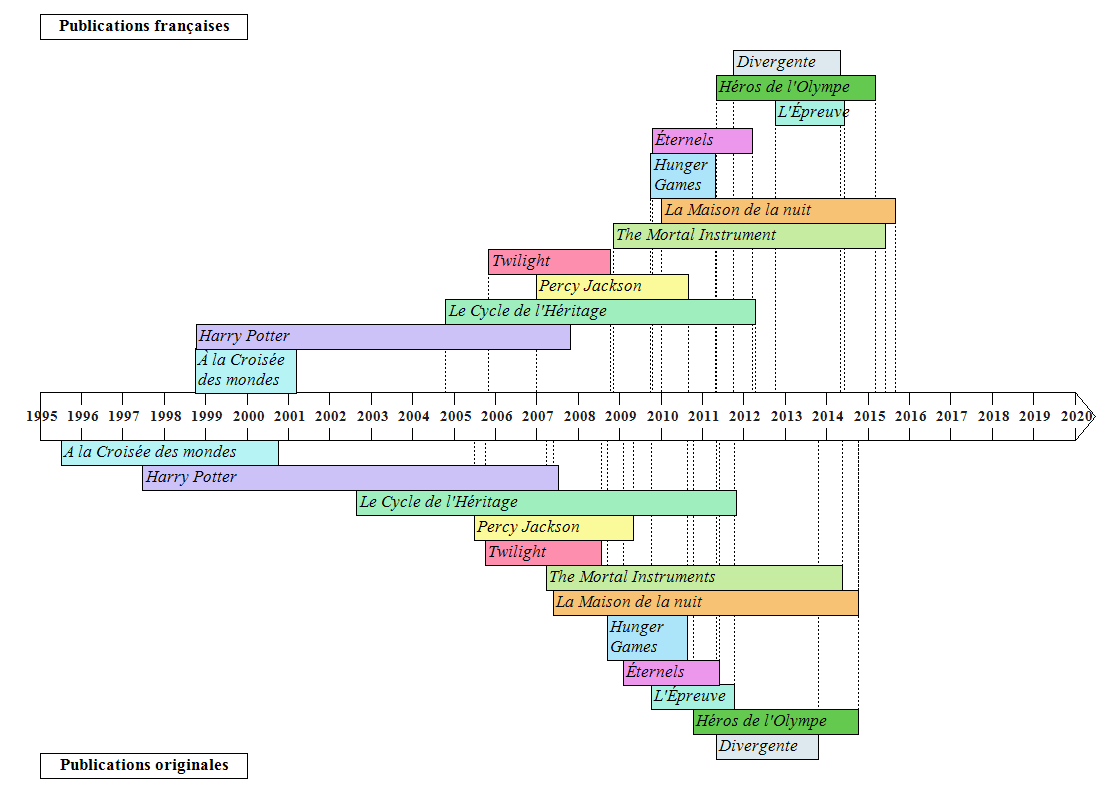 Publications françaises
Divergente
Héros de l'Olympe
L'Épreuve
Éternels
Hunger
Games
La Maison de la nuit
The Mortal Instrument
Twilight
Percy Jackson
Le Cycle de l'Héritage
Harry Potter
À la Croisée
des mondes
1995 1996 1997 1998 1999 2000 2001 2002 2003 2004 2005 2006 2007 2008 2009 2010 2011 2012 2013 2014 2015 2016 2017 2018 2019 2020
A la Croisée des mondes
Harry Potter
Le Cycle de l'Héritage
Percy Jackson
Twilight
The Mortal Instruments
La Maison de la nuit
Hunger
Games
Éternels
L'Épreuve
Héros de l'Olympe
Divergente
Publications originales